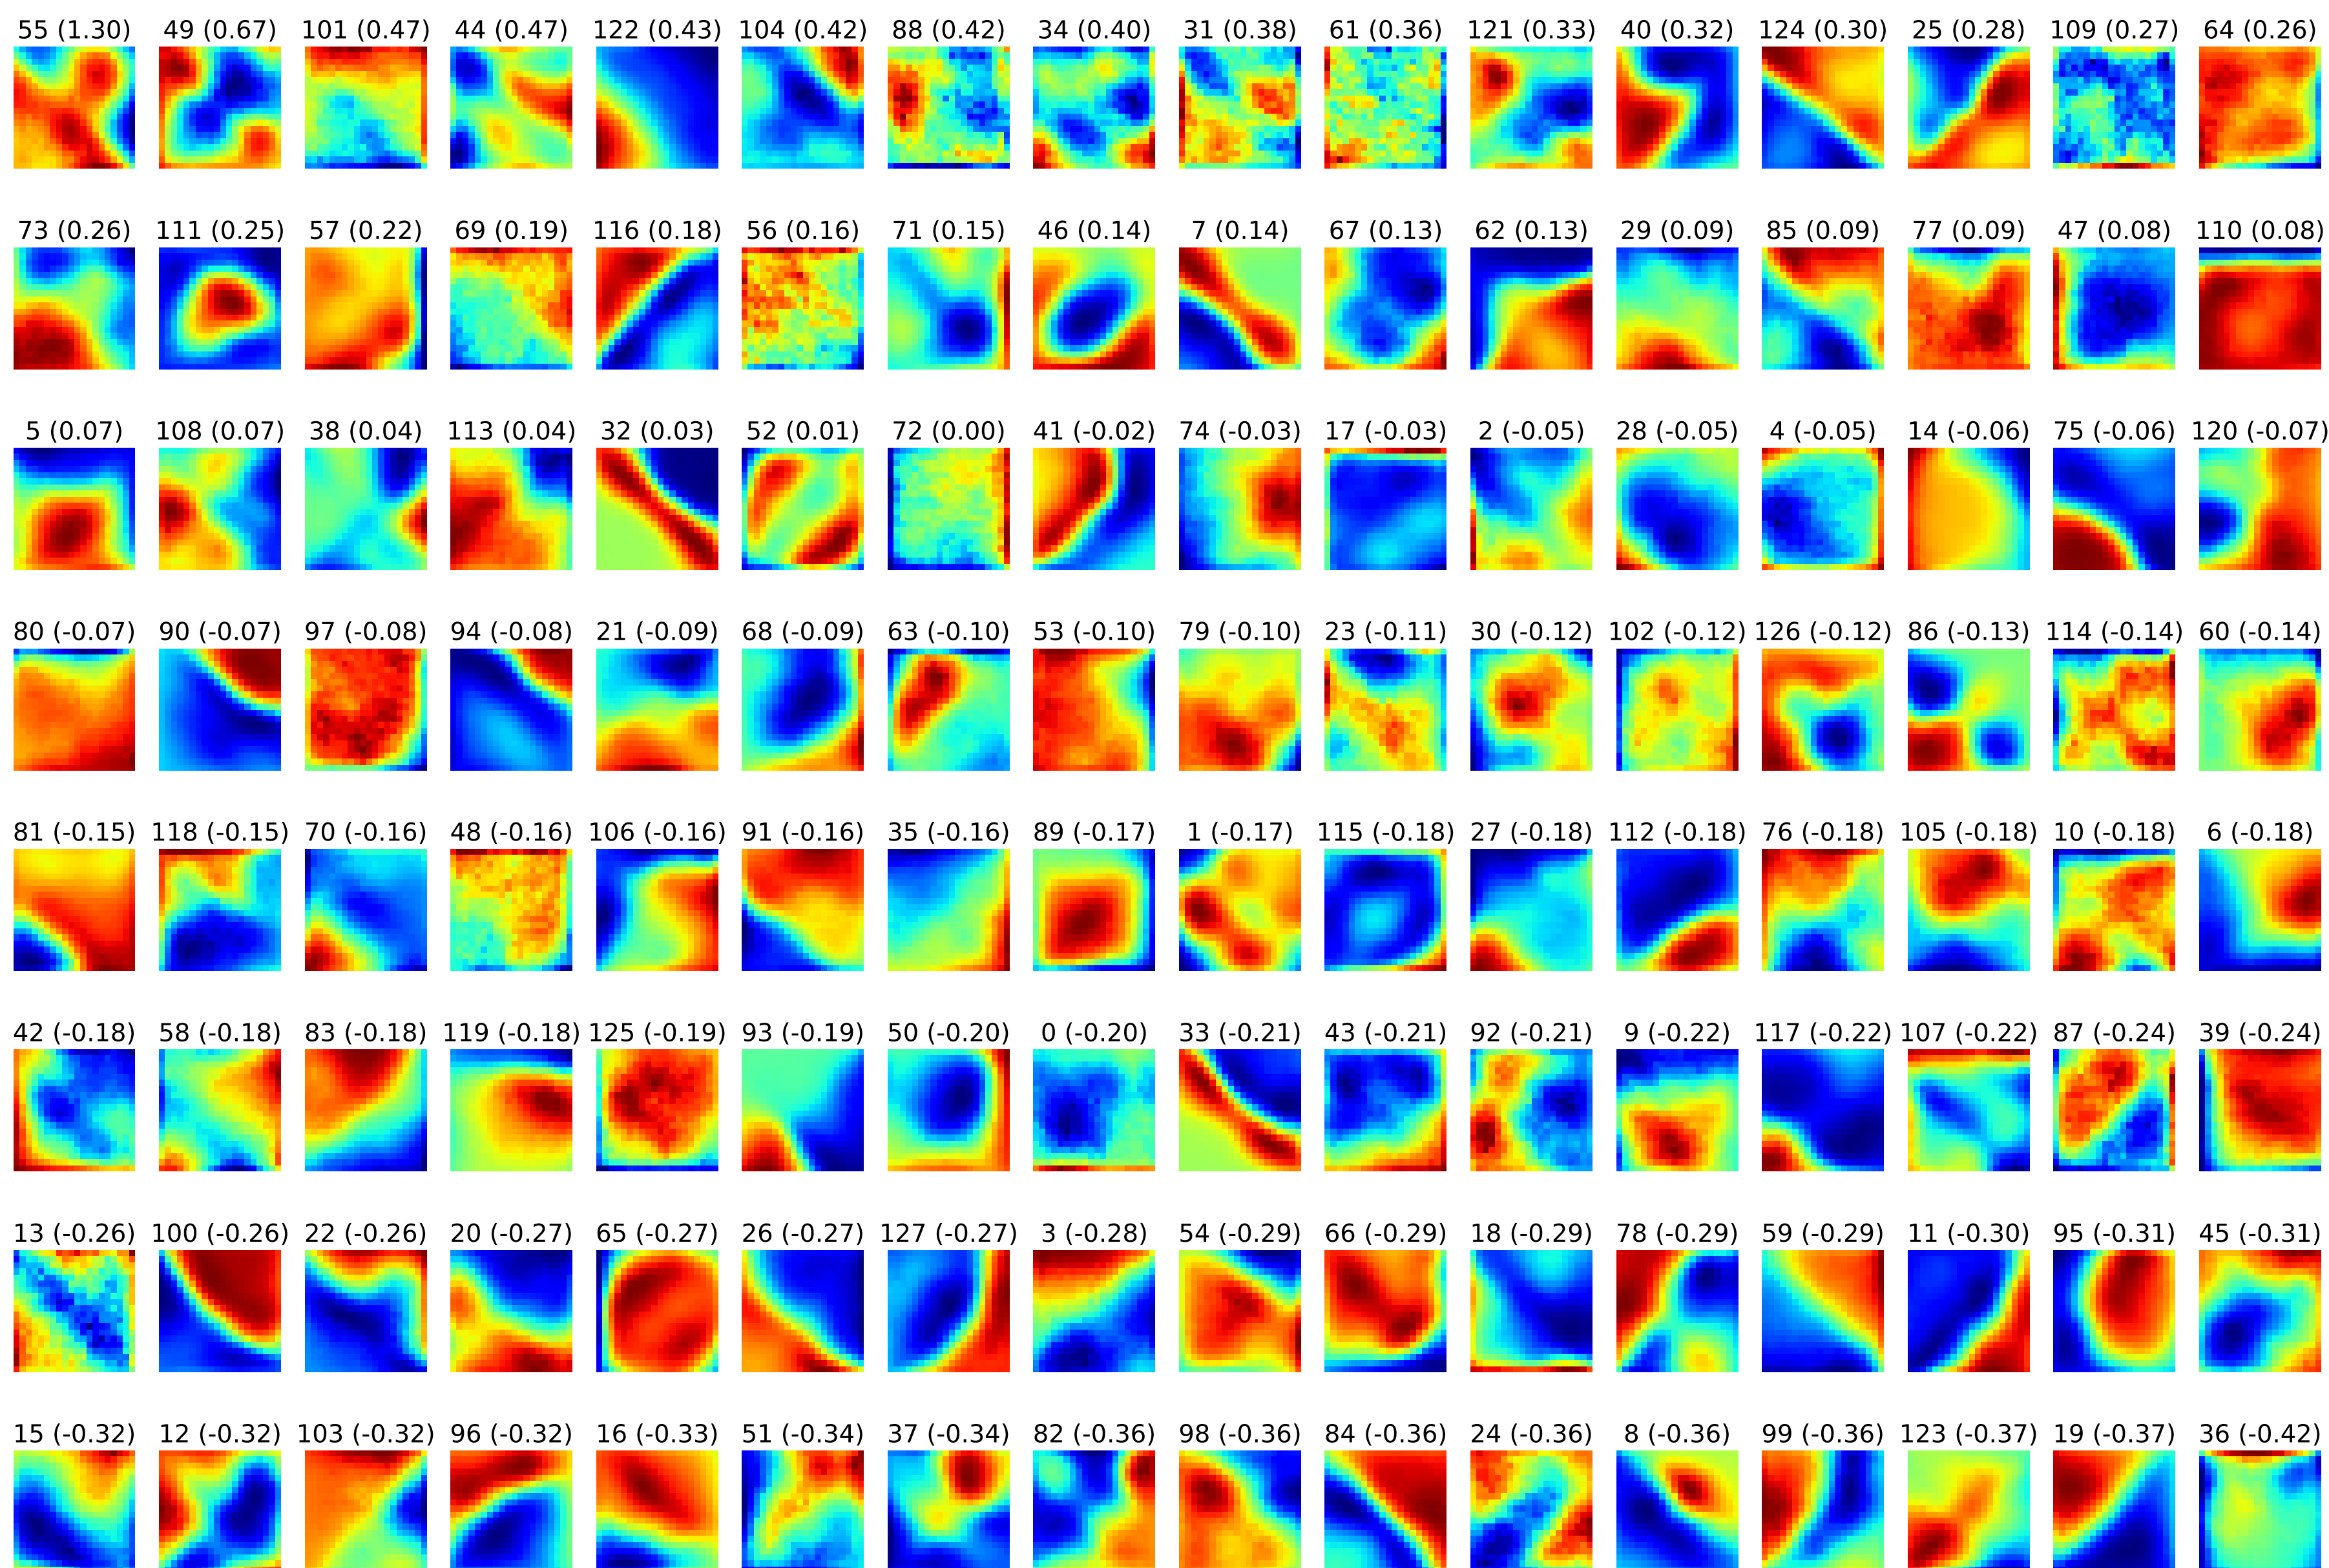 55 (1.30) 49 (0.67) 101 (0.47) 44 (0.47) 122 (0.43) 104 (0.42) 88 (0.42) 34 (0.40) 31 (0.38) 61 (0.36) 121 (0.33) 40 (0.32) 124 (0.30) 25 (0.28) 109 (0.27) 64 (0.26)
73 (0.26) 111 (0.25) 57 (0.22) 69 (0.19) 116 (0.18) 56 (0.16) 71 (0.15) 46 (0.14) 7 (0.14) 67 (0.13) 62 (0.13) 29 (0.09) 85 (0.09) 77 (0.09) 47 (0.08) 110 (0.08)
5 (0.07) 108 (0.07) 38 (0.04) 113 (0.04) 32 (0.03) 52 (0.01) 72 (0.00) 41 (-0.02) 74 (-0.03) 17 (-0.03) 2 (-0.05) 28 (-0.05) 4 (-0.05) 14 (-0.06) 75 (-0.06) 120 (-0.07)
80 (-0.07) 90 (-0.07) 97 (-0.08) 94 (-0.08) 21 (-0.09) 68 (-0.09) 63 (-0.10) 53 (-0.10) 79 (-0.10) 23 (-0.11) 30 (-0.12) 102 (-0.12) 126 (-0.12) 86 (-0.13) 114 (-0.14) 60 (-0.14)
81 (-0.15) 118 (-0.15) 70 (-0.16) 48 (-0.16) 106 (-0.16) 91 (-0.16) 35 (-0.16) 89 (-0.17) 1 (-0.17) 115 (-0.18) 27 (-0.18) 112 (-0.18) 76 (-0.18) 105 (-0.18) 10 (-0.18) 6 (-0.18)
42 (-0.18) 58 (-0.18) 83 (-0.18) 119 (-0.18) 125 (-0.19) 93 (-0.19) 50 (-0.20) 0 (-0.20) 33 (-0.21) 43 (-0.21) 92 (-0.21) 9 (-0.22) 117 (-0.22) 107 (-0.22) 87 (-0.24) 39 (-0.24)
13 (-0.26) 100 (-0.26) 22 (-0.26) 20 (-0.27) 65 (-0.27) 26 (-0.27) 127 (-0.27) 3 (-0.28) 54 (-0.29) 66 (-0.29) 18 (-0.29) 78 (-0.29) 59 (-0.29) 11 (-0.30) 95 (-0.31) 45 (-0.31)
15 (-0.32) 12 (-0.32) 103 (-0.32) 96 (-0.32) 16 (-0.33) 51 (-0.34) 37 (-0.34) 82 (-0.36) 98 (-0.36) 84 (-0.36) 24 (-0.36) 8 (-0.36) 99 (-0.36) 123 (-0.37) 19 (-0.37) 36 (-0.42)